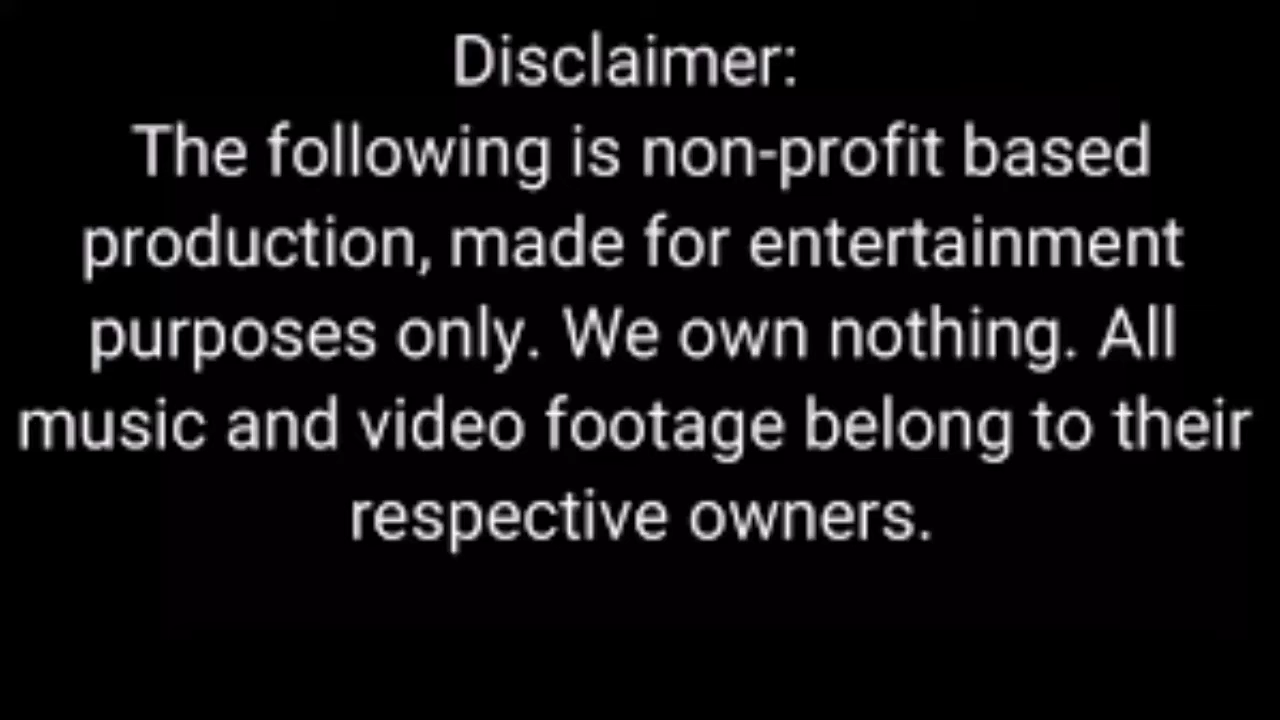 Disclaimer:
The following is non-profit based
production, made for entertainment
purposes only. We own nothing. All
music and video footage belong to their
respective owners.